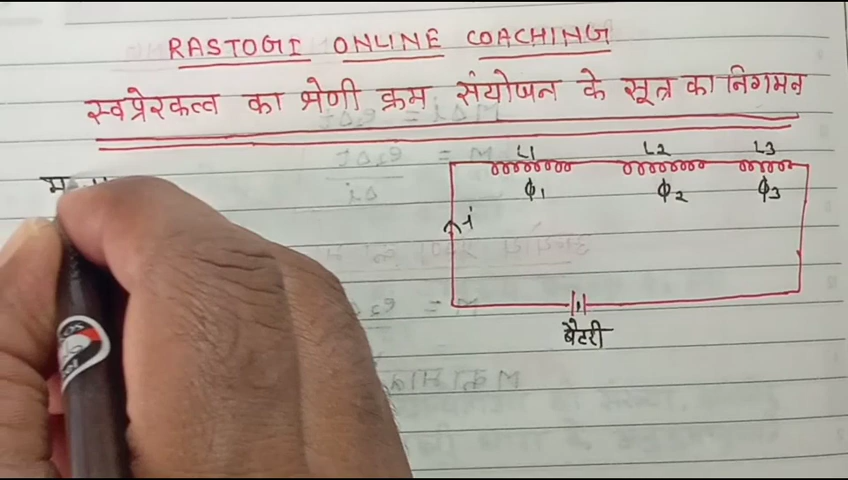 RASTOGI ONLINE COACHING
स्वप्रेरकत्व का श्रेणी क्रम संयोजन के सूत्र का निगमन
L1 L2 L3
ϕ1 ϕ2 ϕ3
i
बैटरी